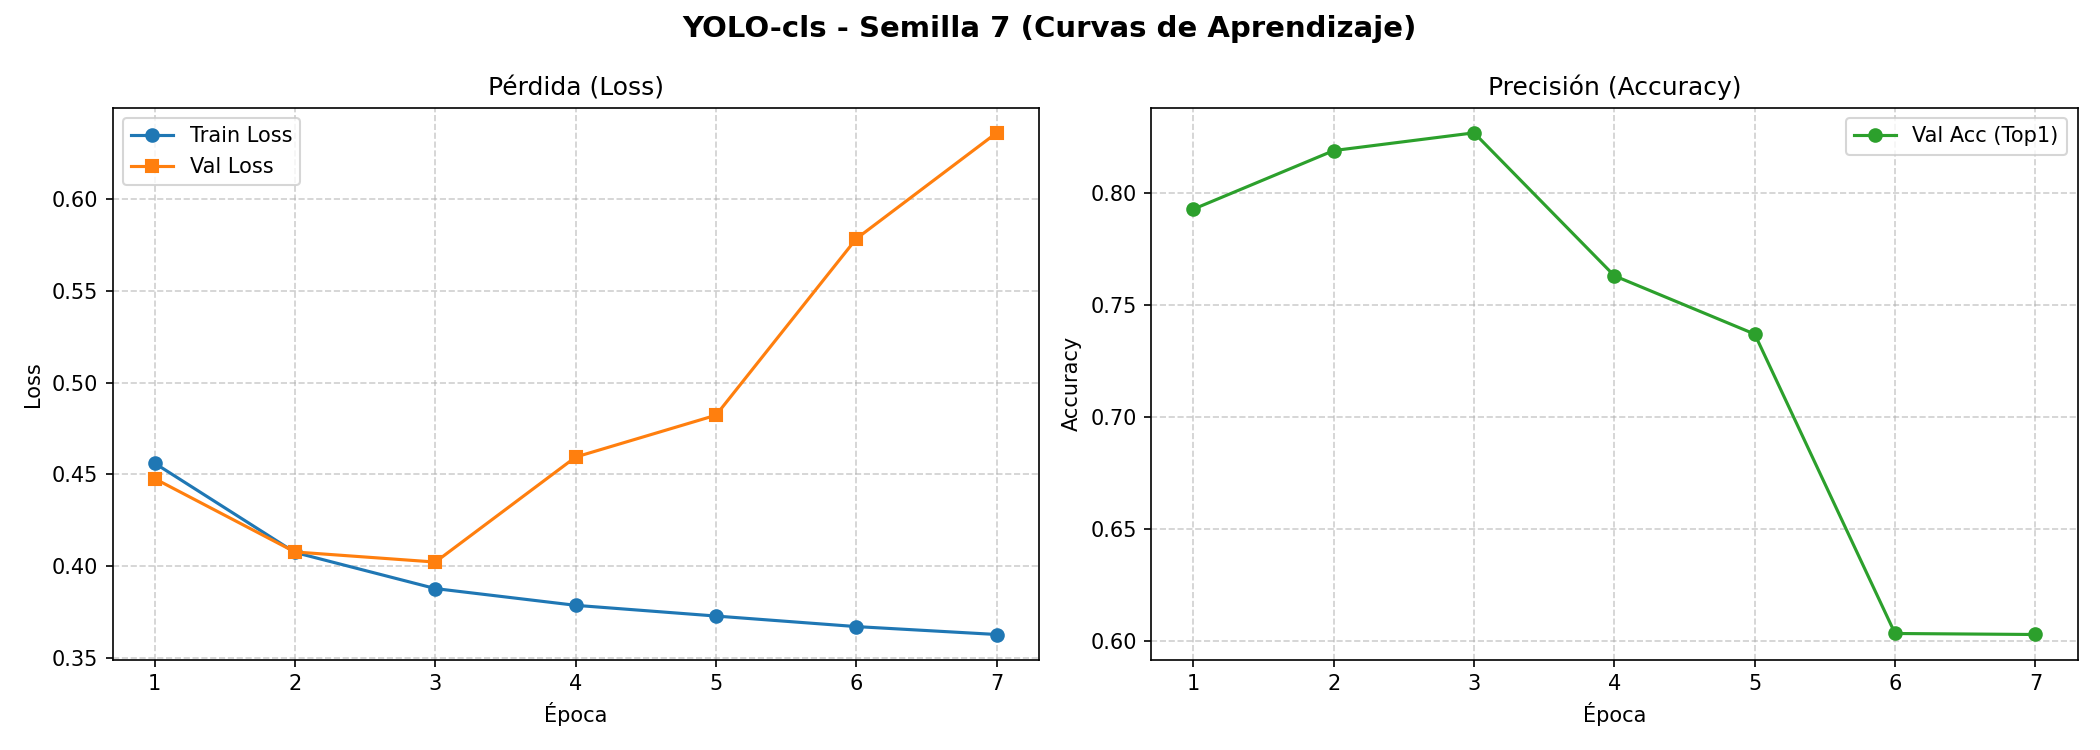 YOLO-cls - Semilla 7 (Curvas de Aprendizaje)
Pérdida (Loss)
Train Loss
Val Loss
Loss
0.60
0.55
0.50
0.45
0.40
0.35
1 2 3 4 5 6 7
Época
Precisión (Accuracy)
Val Acc (Top1)
Accuracy
0.80
0.75
0.70
0.65
0.60
1 2 3 4 5 6 7
Época